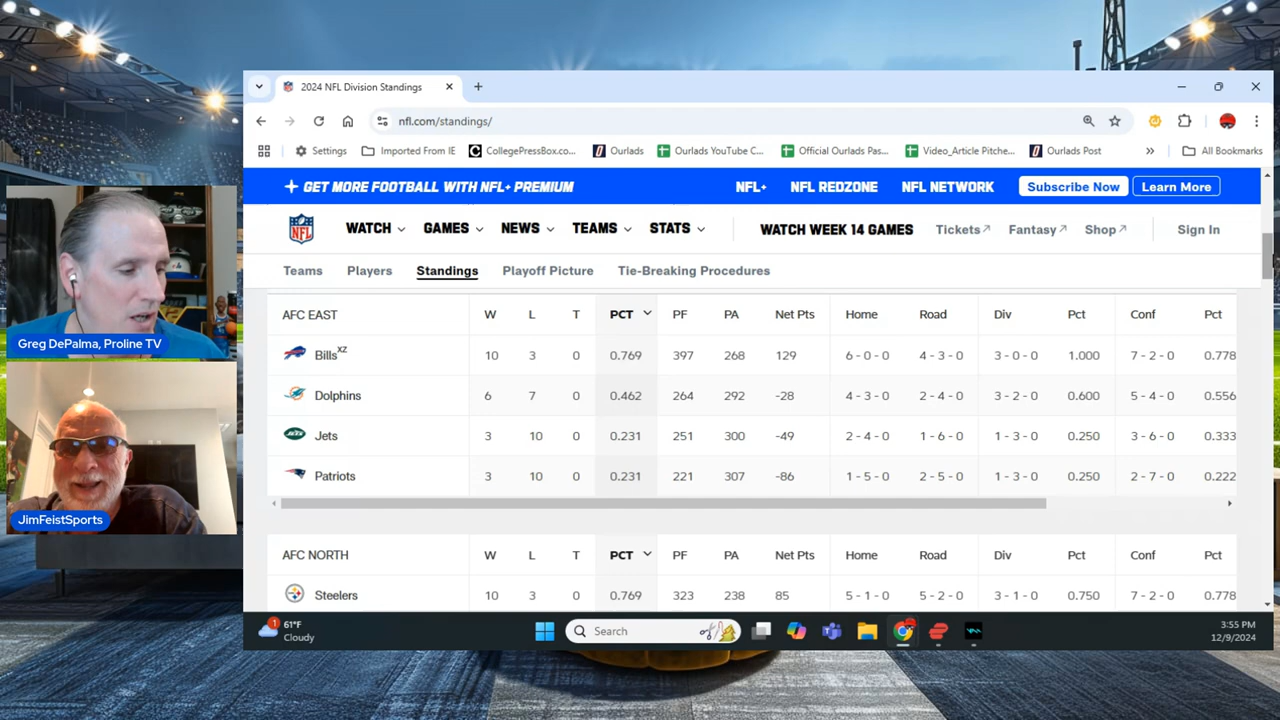 2024 NFL Division Standings
nfl.com/standings/
Settings Imported From IE CollegePressBox.co... Ourlads Ourlads YouTube C... Official Ourlads Pas... Video_Article Pitche... Ourlads Post All Bookmarks
GET MORE FOOTBALL WITH NFL+ PREMIUM NFL+ NFL REDZONE NFL NETWORK Subscribe Now Learn More
NFL WATCH GAMES NEWS TEAMS STATS WATCH WEEK 14 GAMES Tickets Fantasy Shop Sign In
Teams Players Standings Playoff Picture Tie-Breaking Procedures
AFC EAST W L T PCT PF PA Net Pts Home Road Div Pct Conf Pct
Bills xz 10 3 0 0.769 397 268 129 6 - 0 - 0 4 - 3 - 0 3 - 0 - 0 1.000 7 - 2 - 0 0.778
Dolphins 6 7 0 0.462 264 292 -28 4 - 3 - 0 2 - 4 - 0 3 - 2 - 0 0.600 5 - 4 - 0 0.556
Jets 3 10 0 0.231 251 300 -49 2 - 4 - 0 1 - 6 - 0 1 - 3 - 0 0.250 3 - 6 - 0 0.333
Patriots 3 10 0 0.231 221 307 -86 1 - 5 - 0 2 - 5 - 0 1 - 3 - 0 0.250 2 - 7 - 0 0.222
AFC NORTH W L T PCT PF PA Net Pts Home Road Div Pct Conf Pct
Steelers 10 3 0 0.769 323 238 85 5 - 1 - 0 5 - 2 - 0 3 - 1 - 0 0.750 7 - 2 - 0 0.778
Greg DePalma, Proline TV
JimFeistSports
1
61°F
Cloudy
Search
3:55 PM
12/9/2024